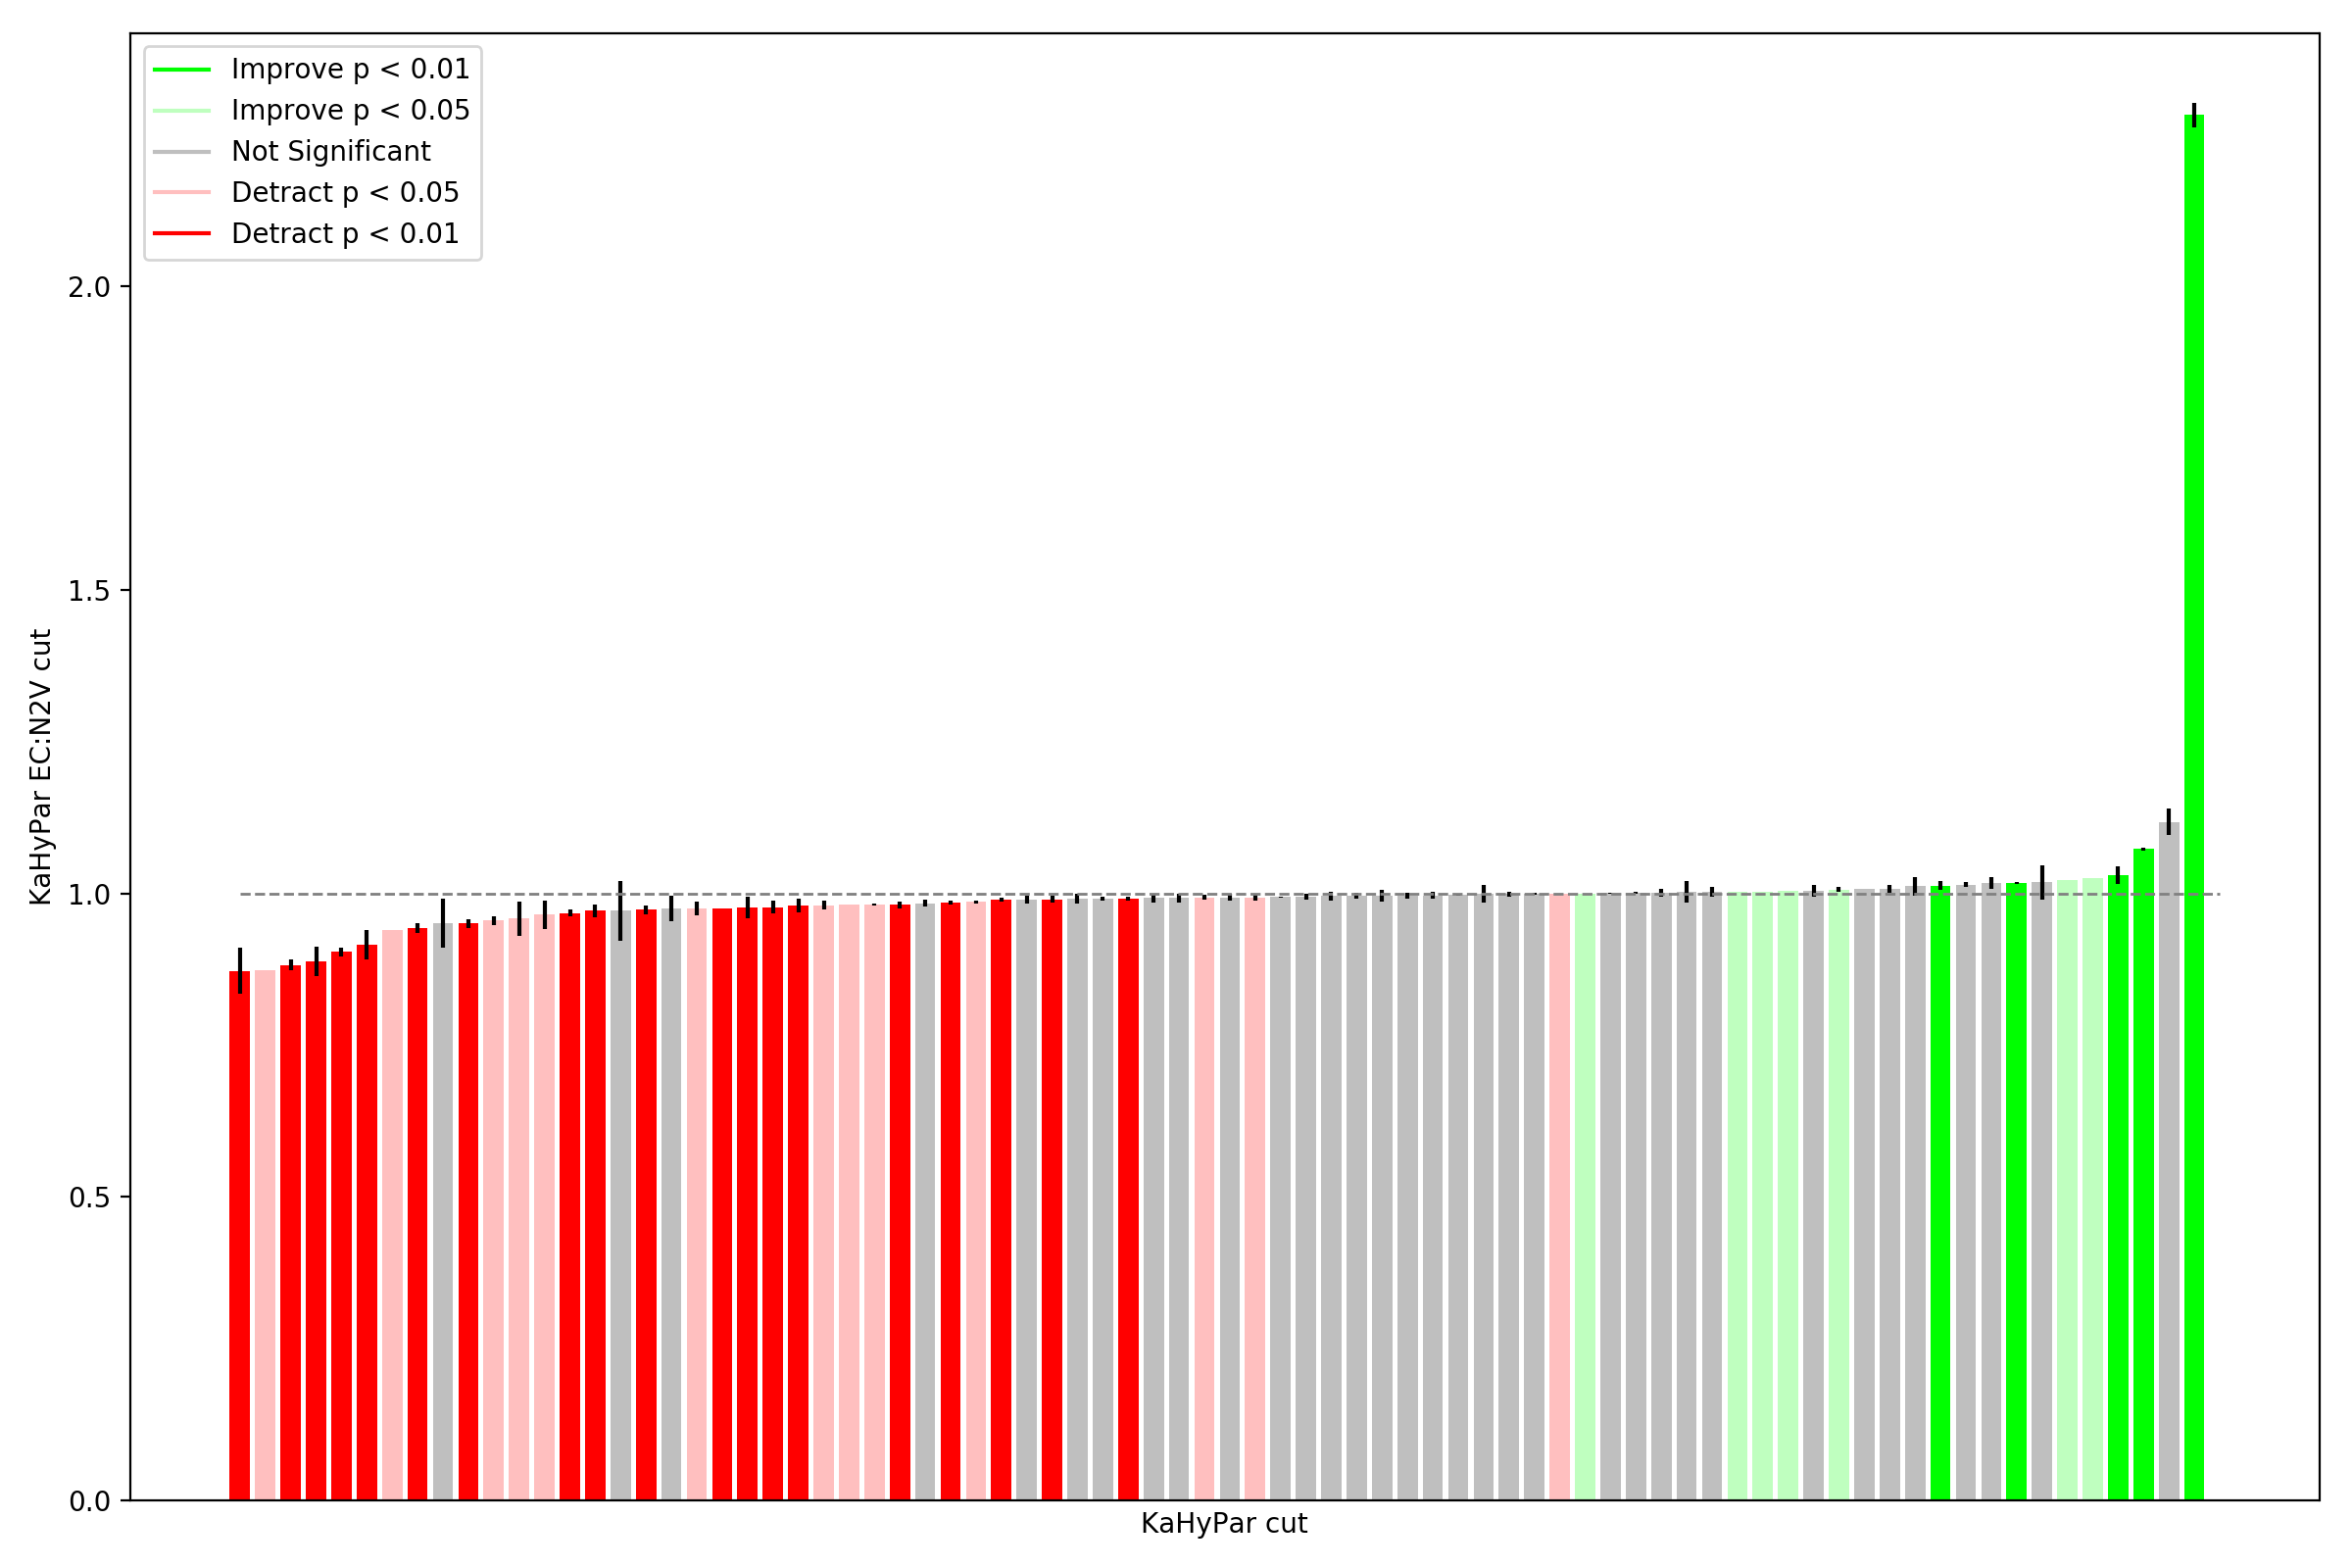 Improve p < 0.01
Improve p < 0.05
Not Significant
Detract p < 0.05
Detract p < 0.01
2.0
1.5
1.0
0.5
0.0
KaHyPar EC:N2V cut
KaHyPar cut